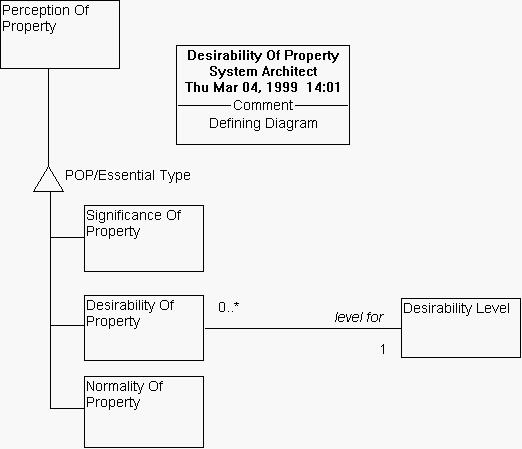 Perception Of
Property
Desirability Of Property
System Architect
Thu Mar 04, 1999 14:01
Comment
Defining Diagram
POP/Essential Type
Significance Of
Property
Desirability Of
Property
0..*
level for
1
Desirability Level
Normality Of
Property